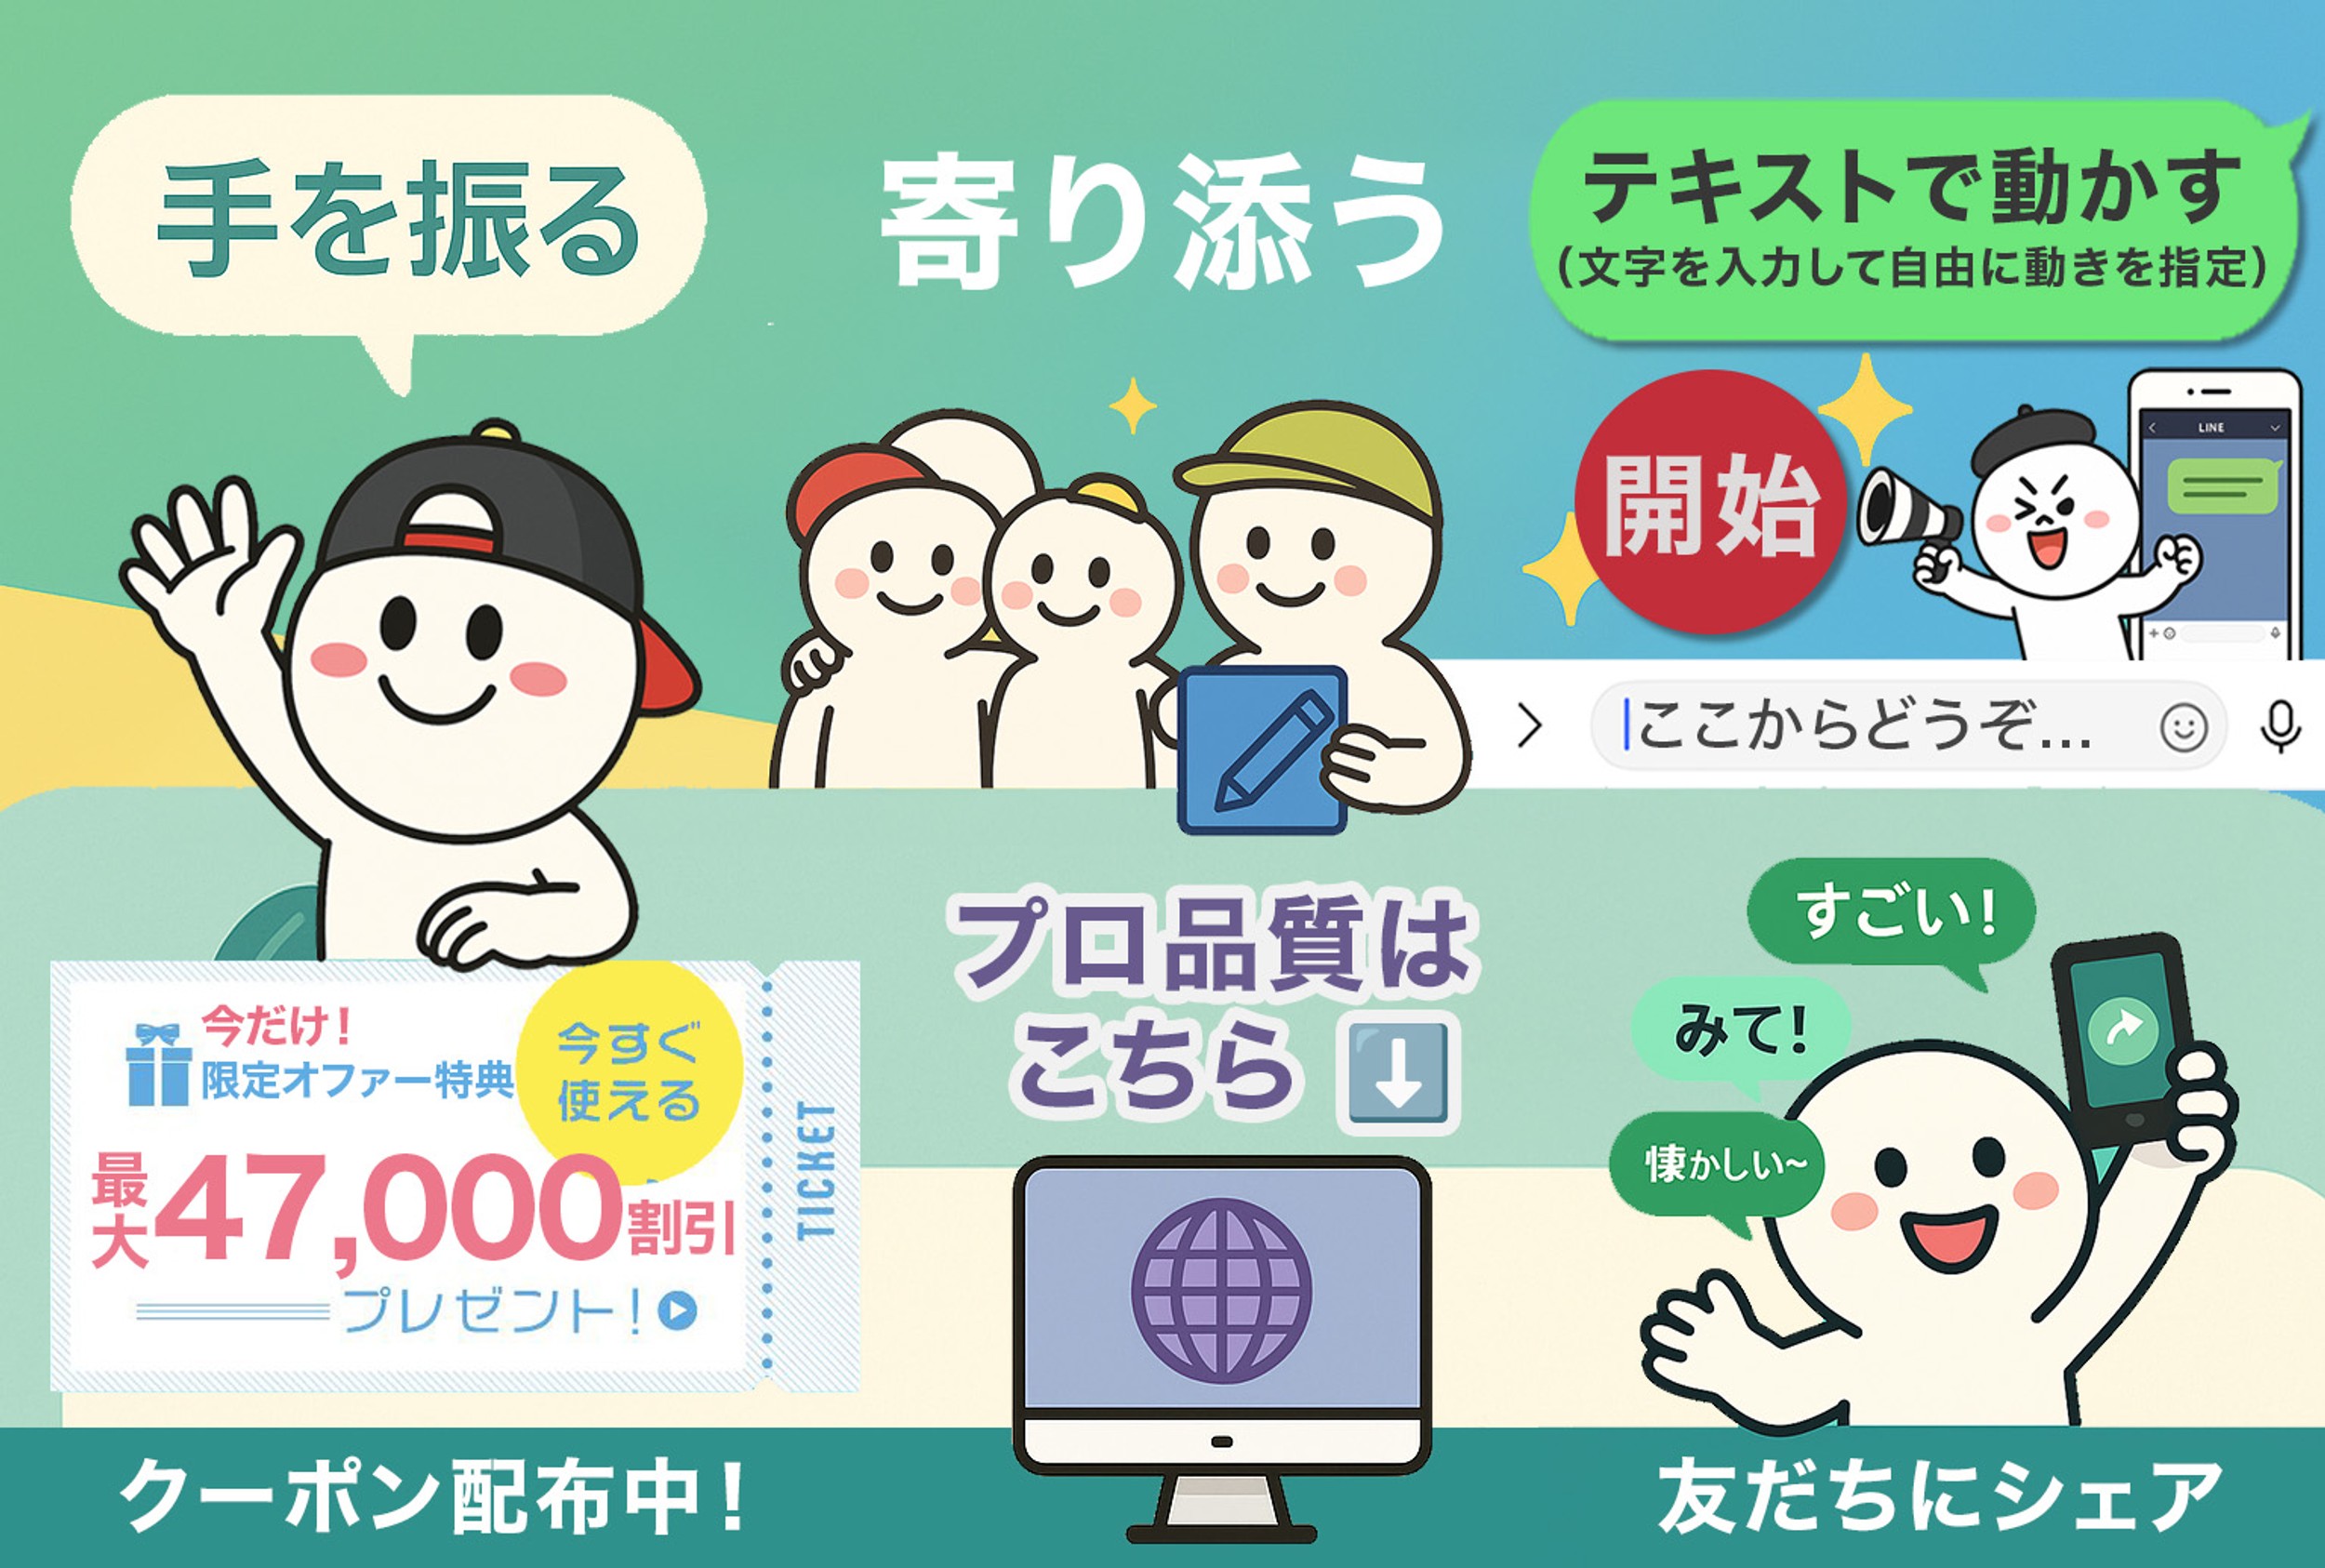 手を振る
寄り添う
テキストで動かす
(文字を入力して自由に動きを指定)
開始
LINE
ここからどうぞ...
プロ品質は
こちら
すごい!
みて!
懐かしい~
今だけ!
限定オファー特典
今すぐ
使える
最大47,000割引
プレゼント!
TICKET
クーポン配布中!
友だちにシェア